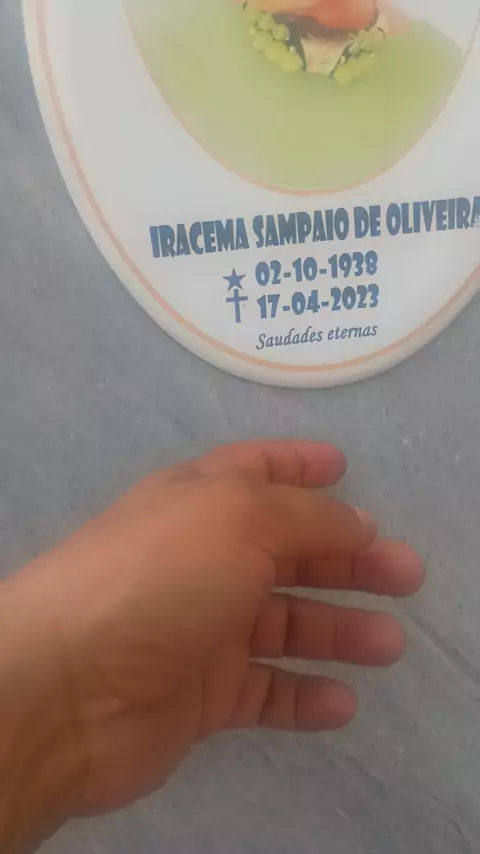 IRACEMA SAMPAIO DE OLIVEIRA
02-10-1938
17-04-2023
Saudades eternas